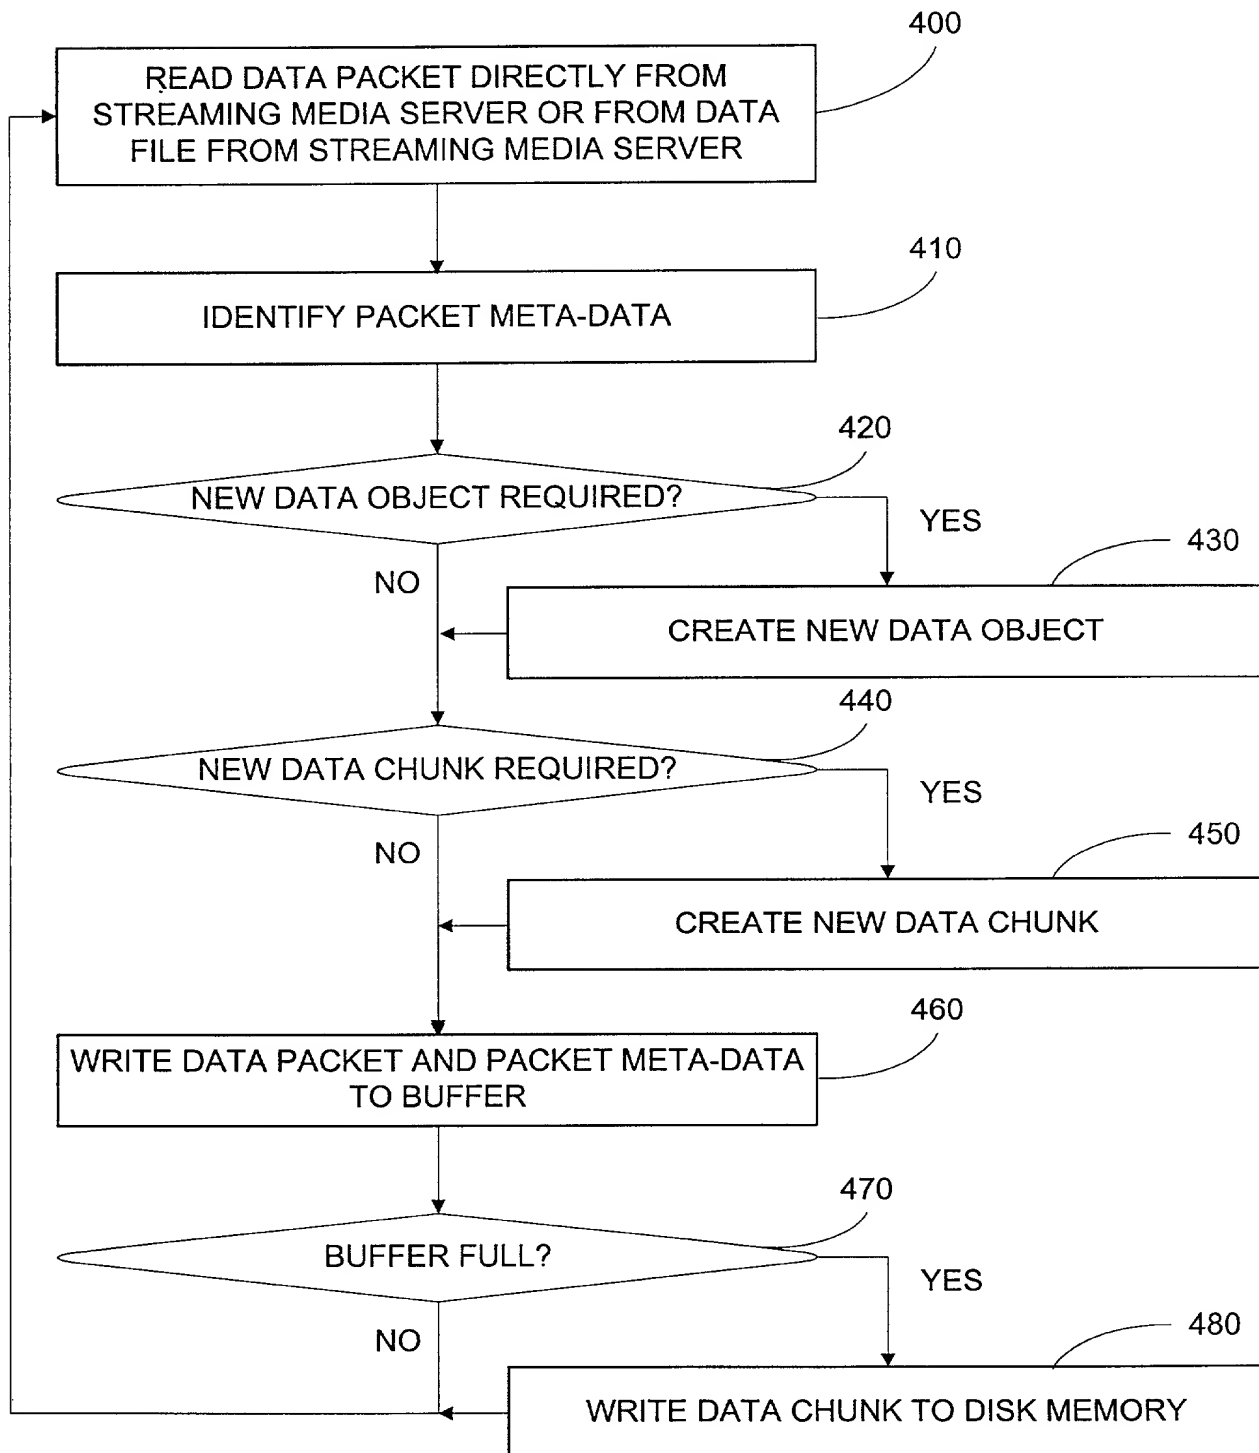 400
READ DATA PACKET DIRECTLY FROM
STREAMING MEDIA SERVER OR FROM DATA
FILE FROM STREAMING MEDIA SERVER
410
IDENTIFY PACKET META-DATA
420
NEW DATA OBJECT REQUIRED?
YES
430
NO
CREATE NEW DATA OBJECT
440
NEW DATA CHUNK REQUIRED?
YES
450
NO
CREATE NEW DATA CHUNK
460
WRITE DATA PACKET AND PACKET META-DATA
TO BUFFER
470
BUFFER FULL?
YES
480
NO
WRITE DATA CHUNK TO DISK MEMORY